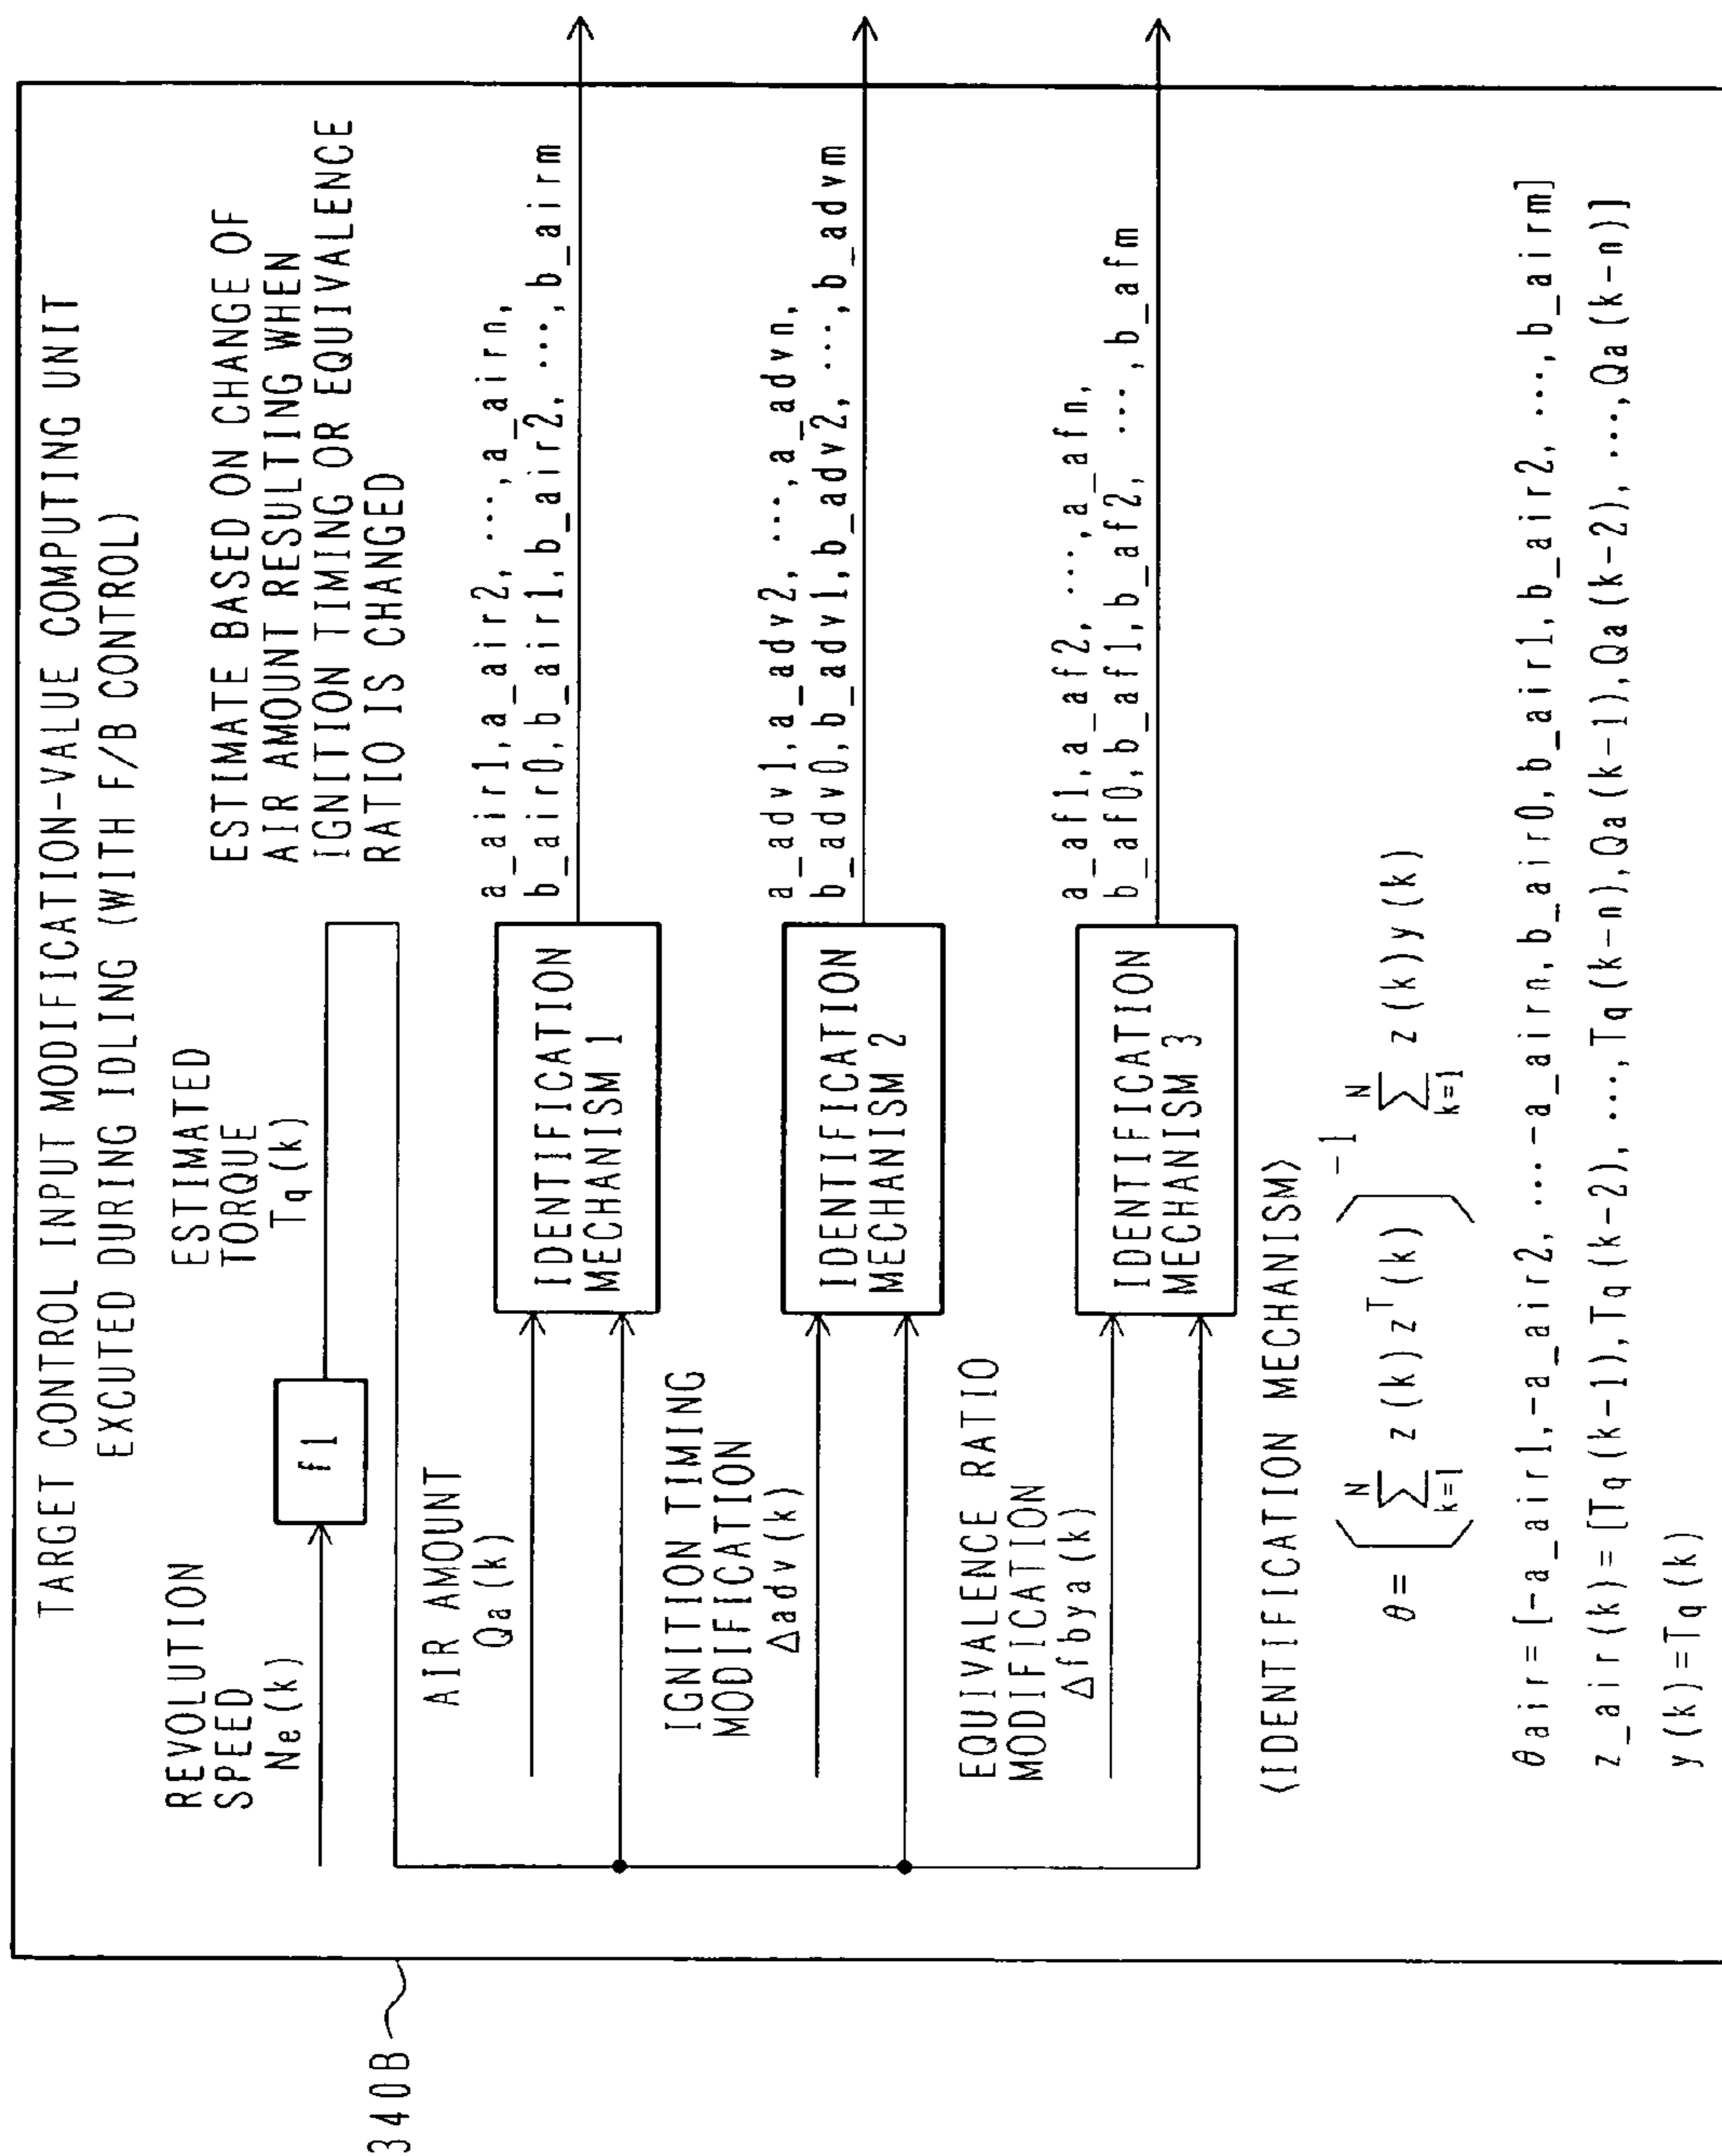 TARGET CONTROL INPUT MODIFICATION-VALUE COMPUTING UNIT
EXCUTED DURING IDLING (WITH F/B CONTROL)
REVOLUTION
SPEED
Ne(k)
f1
ESTIMATED
TORQUE
Tq(k)
ESTIMATE BASED ON CHANGE OF
AIR AMOUNT RESULTING WHEN
IGNITION TIMING OR EQUIVALENCE
RATIO IS CHANGED
AIR AMOUNT
Qa(k)
IDENTIFICATION
MECHANISM 1
a_air1,a_air2, ···,a_airn,
b_air0,b_air1,b_air2, ···,b_airm
IGNITION TIMING
MODIFICATION
Δadv(k)
IDENTIFICATION
MECHANISM 2
a_adv1,a_adv2, ···,a_advn,
b_adv0,b_adv1,b_adv2, ···,b_advm
EQUIVALENCE RATIO
MODIFICATION
Δfbya(k)
IDENTIFICATION
MECHANISM 3
a_af1,a_af2, ···,a_afn,
b_af0,b_af1,b_af2, ···,b_afm
〈IDENTIFICATION MECHANISM〉
θ = (∑_{k=1}^{N} z(k)z^T(k))^{-1} ∑_{k=1}^{N} z(k)y(k)
θair=[-a_air1,-a_air2, ···-a_airn,b_air0,b_air1,b_air2, ···,b_airm]
z_air(k)=[Tq(k-1),Tq(k-2), ···,Tq(k-n),Qa(k-1),Qa(k-2), ···,Qa(k-n)]
y(k)=Tq(k)
340B